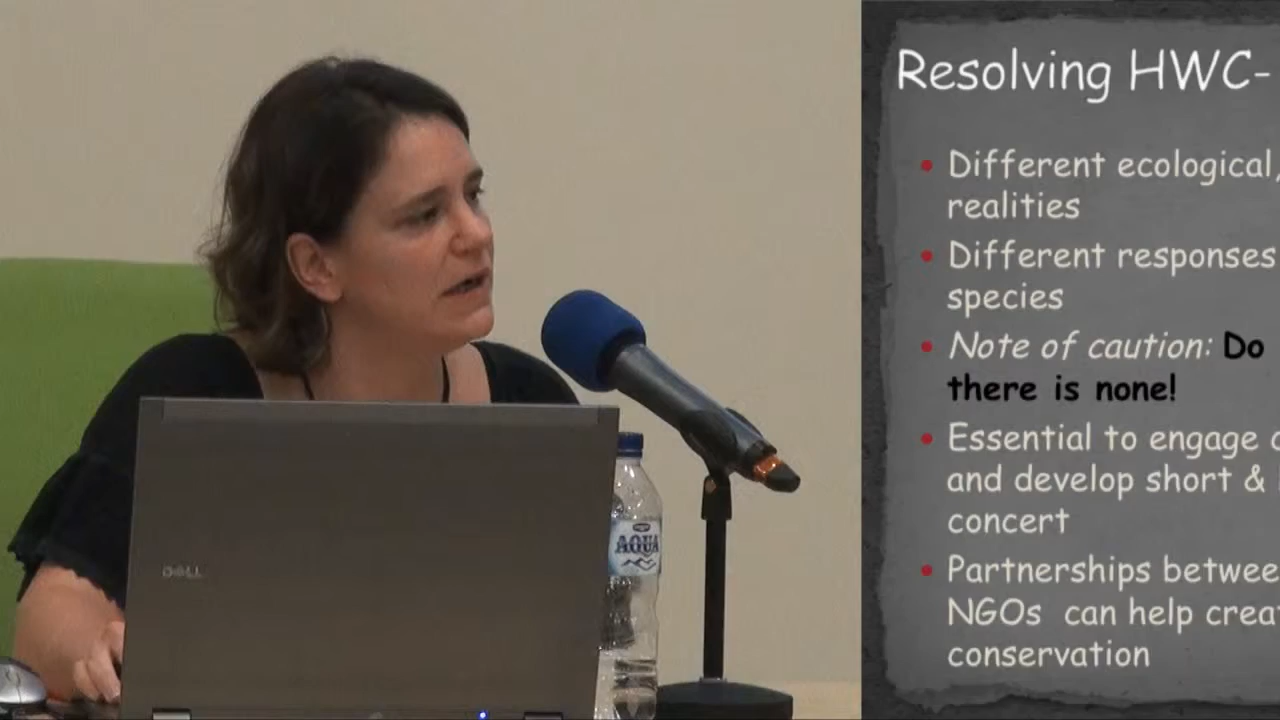 Resolving HWC-
Different ecological,
realities
Different responses
species
Note of caution: Do
there is none!
Essential to engage
and develop short &
concert
Partnerships betwee
NGOs can help crea
conservation
DELL
AQUA